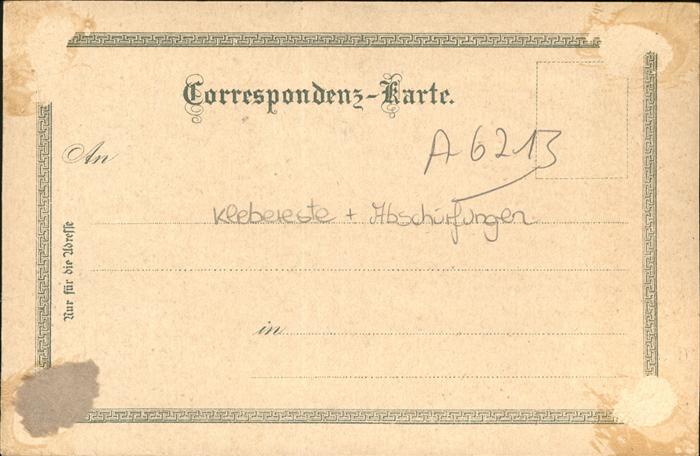 Correspondenz-Karte.
An
A 6213
Klebereste + Abschürfungen
Nur für die Adresse
in